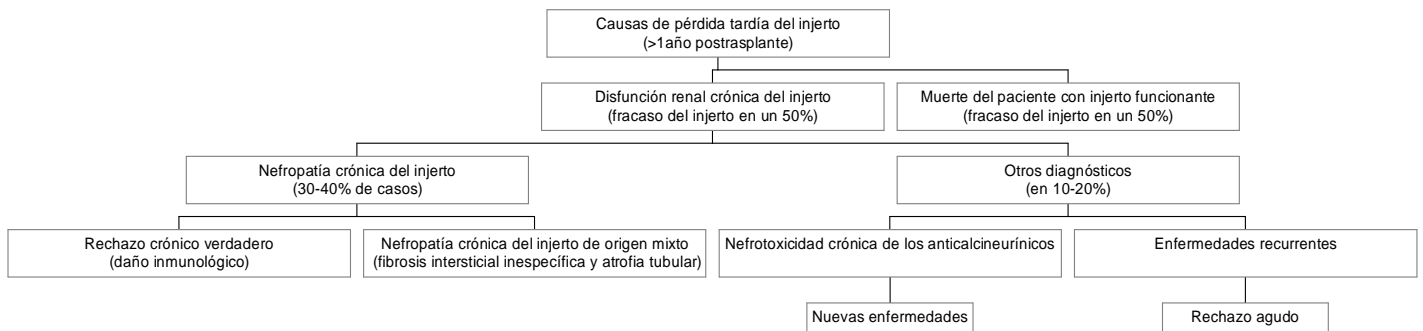 Causas de pérdida tardía del injerto
(>1año postrasplante)
Disfunción renal crónica del injerto
(fracaso del injerto en un 50%)
Muerte del paciente con injerto funcionante
(fracaso del injerto en un 50%)
Nefropatía crónica del injerto
(30-40% de casos)
Otros diagnósticos
(en 10-20%)
Rechazo crónico verdadero
(daño inmunológico)
Nefropatía crónica del injerto de origen mixto
(fibrosis intersticial inespecífica y atrofia tubular)
Nefrotoxicidad crónica de los anticalcineurínicos
Enfermedades recurrentes
Nuevas enfermedades
Rechazo agudo